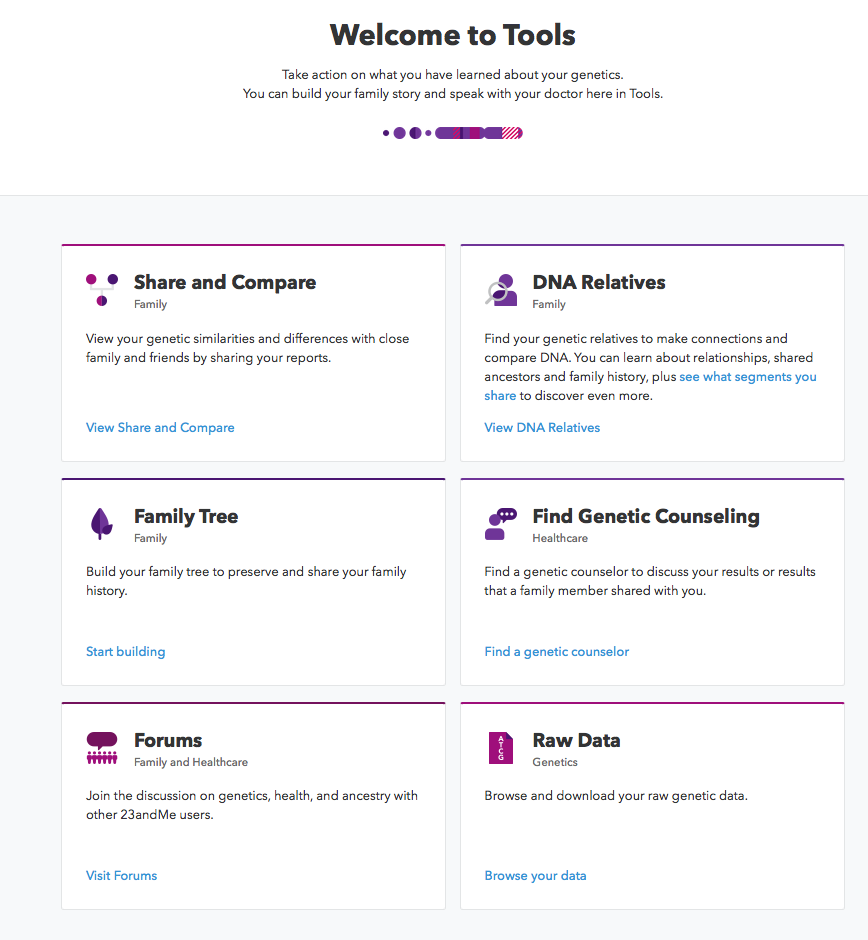 Welcome to Tools
Take action on what you have learned about your genetics.
You can build your family story and speak with your doctor here in Tools.
Share and Compare
Family
View your genetic similarities and differences with close
family and friends by sharing your reports.
View Share and Compare
DNA Relatives
Family
Find your genetic relatives to make connections and
compare DNA. You can learn about relationships, shared
ancestors and family history, plus see what segments you
share to discover even more.
View DNA Relatives
Family Tree
Family
Build your family tree to preserve and share your family
history.
Start building
Find Genetic Counseling
Healthcare
Find a genetic counselor to discuss your results or results
that a family member shared with you.
Find a genetic counselor
Forums
Family and Healthcare
Join the discussion on genetics, health, and ancestry with
other 23andMe users.
Visit Forums
A
T
C
G
Raw Data
Genetics
Browse and download your raw genetic data.
Browse your data